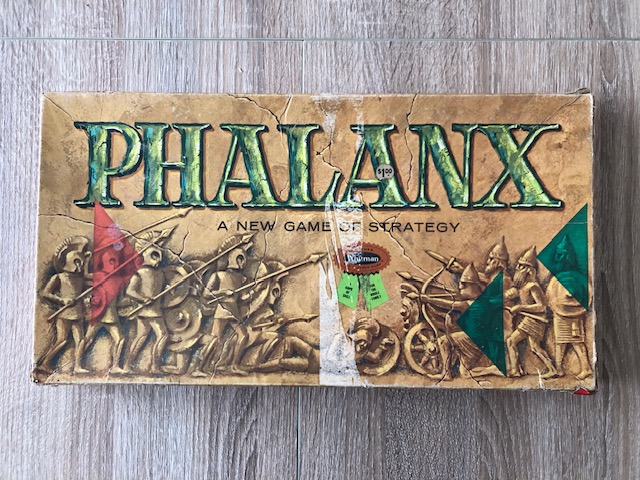 PHALANX
$1.00
A NEW GAME OF STRATEGY
Whitman